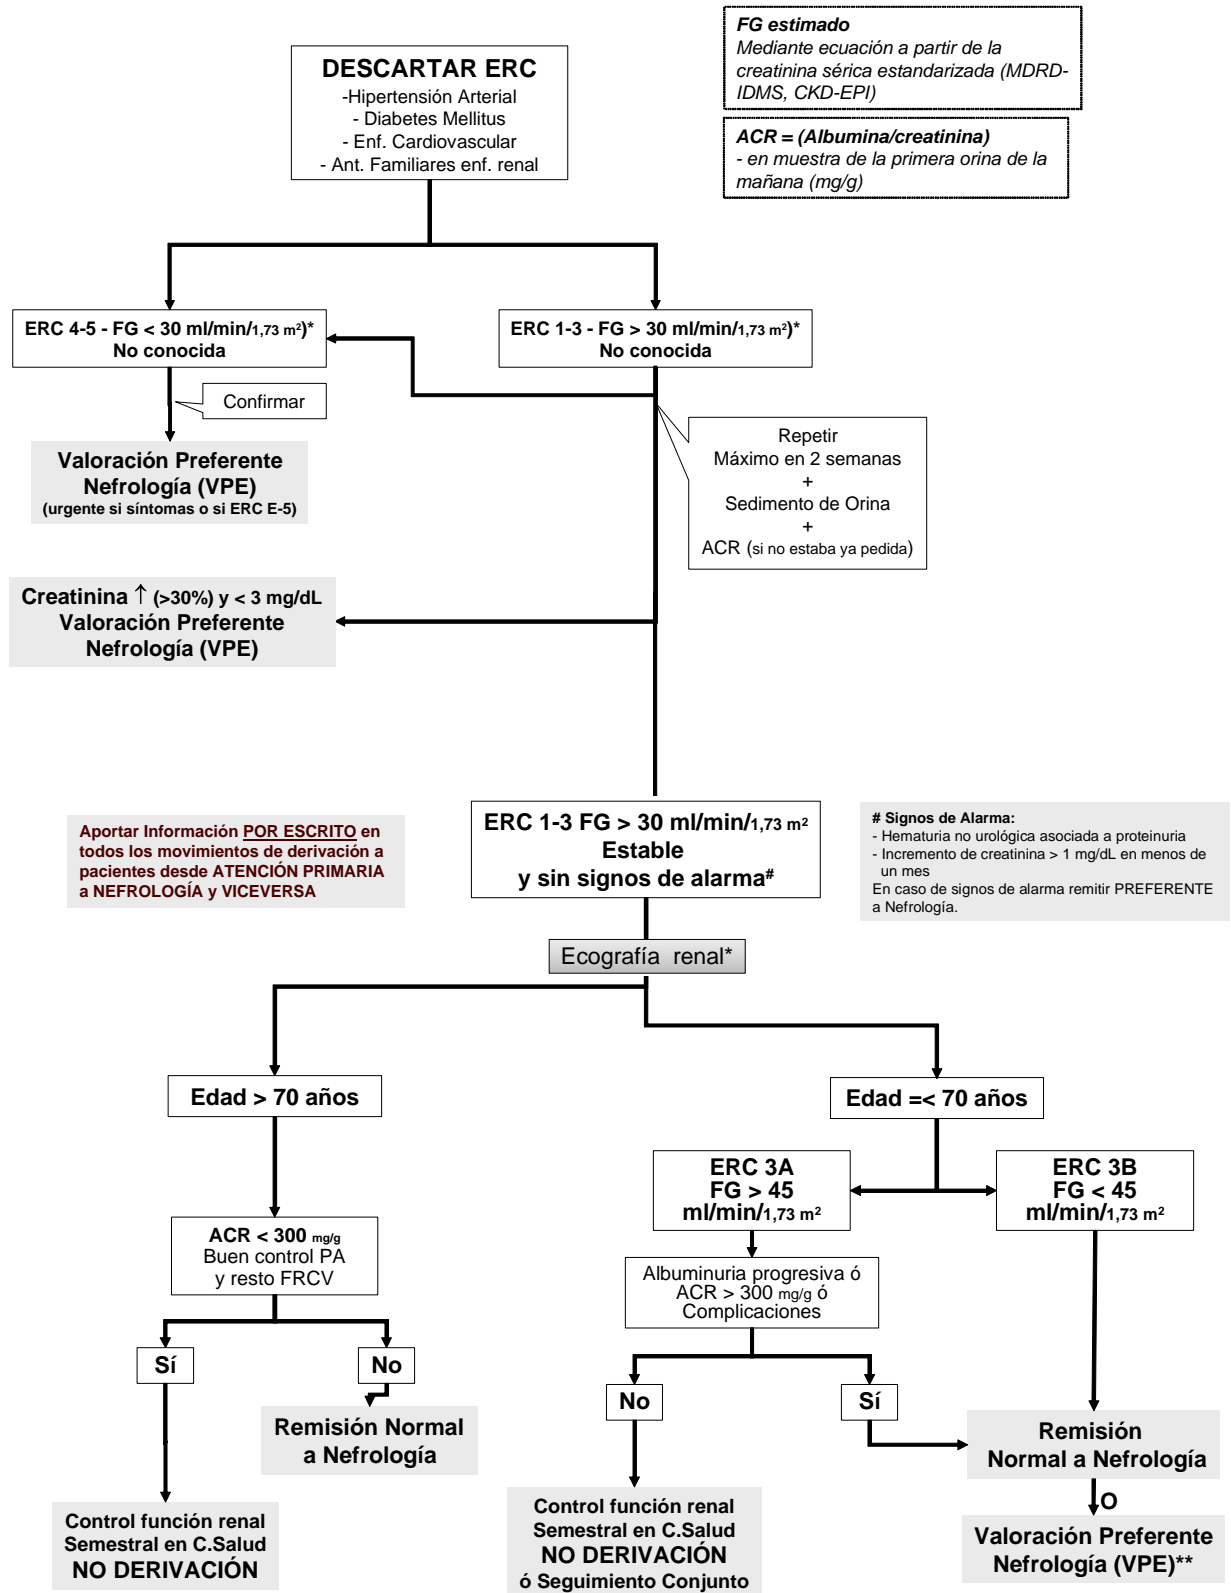 FG estimado
Mediante ecuación a partir de la
creatinina sérica estandarizada (MDRD-
IDMS, CKD-EPI)
DESCARTAR ERC
-Hipertensión Arterial
- Diabetes Mellitus
- Enf. Cardiovascular
- Ant. Familiares enf. renal
ACR = (Albumina/creatinina)
- en muestra de la primera orina de la
mañana (mg/g)
ERC 4-5 - FG < 30 ml/min/1,73 m²)*
No conocida
ERC 1-3 - FG > 30 ml/min/1,73 m²)*
No conocida
Confirmar
Repetir
Máximo en 2 semanas
+
Sedimento de Orina
+
ACR (si no estaba ya pedida)
Valoración Preferente
Nefrología (VPE)
(urgente si síntomas o si ERC E-5)
Creatinina ↑ (>30%) y < 3 mg/dL
Valoración Preferente
Nefrología (VPE)
Aportar Información POR ESCRITO en
todos los movimientos de derivación a
pacientes desde ATENCIÓN PRIMARIA
a NEFROLOGÍA y VICEVERSA
ERC 1-3 FG > 30 ml/min/1,73 m²
Estable
y sin signos de alarma#
# Signos de Alarma:
- Hematuria no urológica asociada a proteinuria
- Incremento de creatinina > 1 mg/dL en menos de
un mes
En caso de signos de alarma remitir PREFERENTE
a Nefrología.
Ecografía renal*
Edad > 70 años
Edad =< 70 años
ERC 3A
FG > 45
ml/min/1,73 m²
ERC 3B
FG < 45
ml/min/1,73 m²
ACR < 300 mg/g
Buen control PA
y resto FRCV
Albuminuria progresiva ó
ACR > 300 mg/g ó
Complicaciones
Sí
No
No
Sí
Remisión Normal
a Nefrología
Remisión
Normal a Nefrología
O
Control función renal
Semestral en C.Salud
NO DERIVACIÓN
Control función renal
Semestral en C.Salud
NO DERIVACIÓN
ó Seguimiento Conjunto
Valoración Preferente
Nefrología (VPE)**